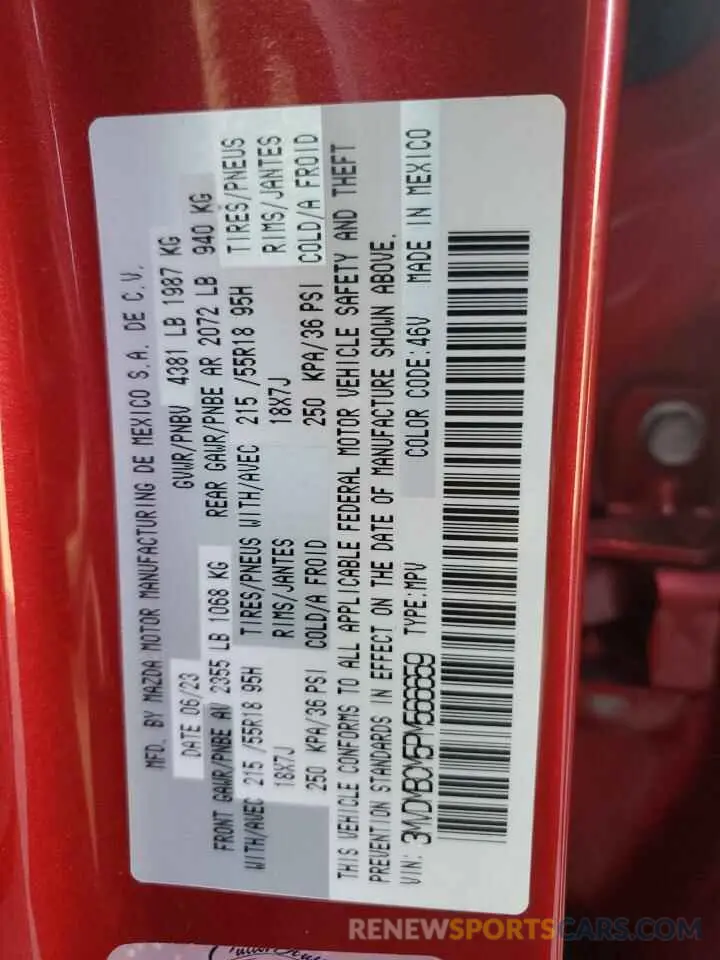 MFD. BY MAZDA MOTOR MANUFACTURING DE MEXICO S.A. DE C.V.
DATE 06/23 GVWR/PNBV 4381 LB 1987 KG
FRONT GAWR/PNBE AV 2355 LB 1068 KG REAR GAWR/PNBE AR 2072 LB 940 KG
WITH/AVEC 215 /55R18 95H TIRES/PNEUS WITH/AVEC 215 /55R18 95H TIRES/PNEUS
18X7J RIMS/JANTES 18X7J RIMS/JANTES
250 KPA/36 PSI COLD/A FROID 250 KPA/36 PSI COLD/A FROID
THIS VEHICLE CONFORMS TO ALL APPLICABLE FEDERAL MOTOR VEHICLE SAFETY AND THEFT
PREVENTION STANDARDS IN EFFECT ON THE DATE OF MANUFACTURE SHOWN ABOVE.
VIN: 3MVDMBCM5PM566659 TYPE:MPV COLOR CODE:46V MADE IN MEXICO
RENEWSPORTSCARS.COM